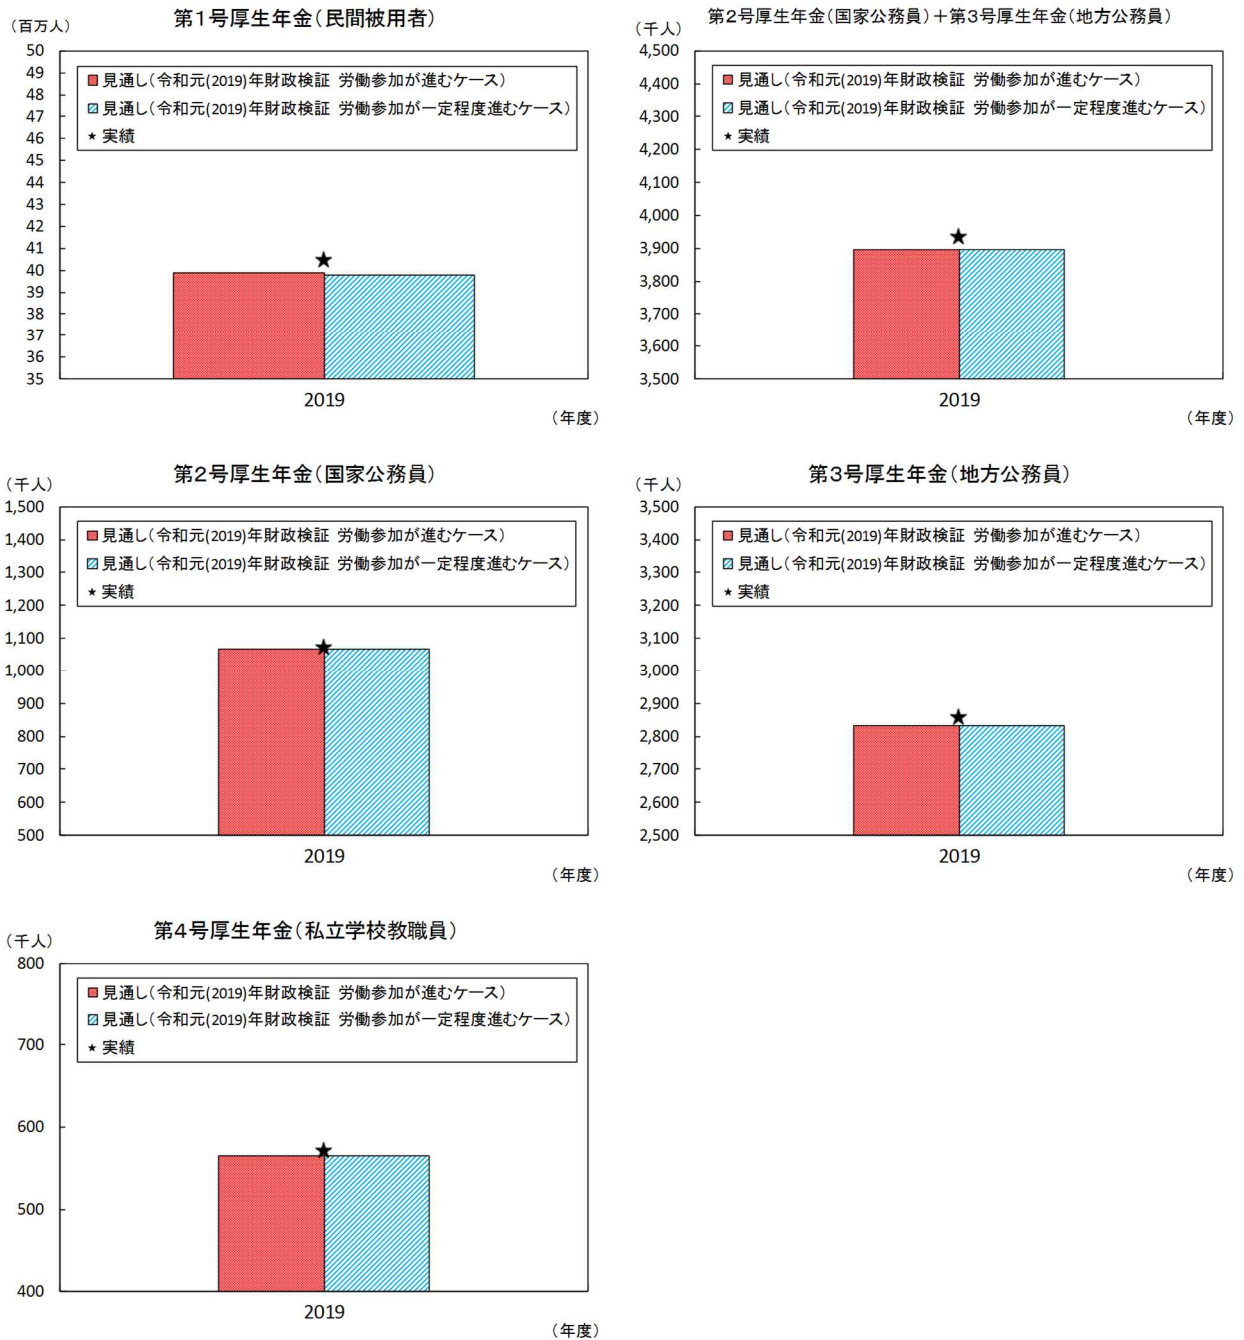 第1号厚生年金(民間被用者)
(百万人)
50
49
48
47
46
45
44
43
42
41
40
39
38
37
36
35
見通し(令和元(2019)年財政検証 労働参加が進むケース)
見通し(令和元(2019)年財政検証 労働参加が一定程度進むケース)
★ 実績
2019
(年度)
第2号厚生年金(国家公務員)+第3号厚生年金(地方公務員)
(千人)
4,500
4,400
4,300
4,200
4,100
4,000
3,900
3,800
3,700
3,600
3,500
見通し(令和元(2019)年財政検証 労働参加が進むケース)
見通し(令和元(2019)年財政検証 労働参加が一定程度進むケース)
★ 実績
2019
(年度)
第2号厚生年金(国家公務員)
(千人)
1,500
1,400
1,300
1,200
1,100
1,000
900
800
700
600
500
見通し(令和元(2019)年財政検証 労働参加が進むケース)
見通し(令和元(2019)年財政検証 労働参加が一定程度進むケース)
★ 実績
2019
(年度)
第3号厚生年金(地方公務員)
(千人)
3,500
3,400
3,300
3,200
3,100
3,000
2,900
2,800
2,700
2,600
2,500
見通し(令和元(2019)年財政検証 労働参加が進むケース)
見通し(令和元(2019)年財政検証 労働参加が一定程度進むケース)
★ 実績
2019
(年度)
第4号厚生年金(私立学校教職員)
(千人)
800
700
600
500
400
見通し(令和元(2019)年財政検証 労働参加が進むケース)
見通し(令和元(2019)年財政検証 労働参加が一定程度進むケース)
★ 実績
2019
(年度)